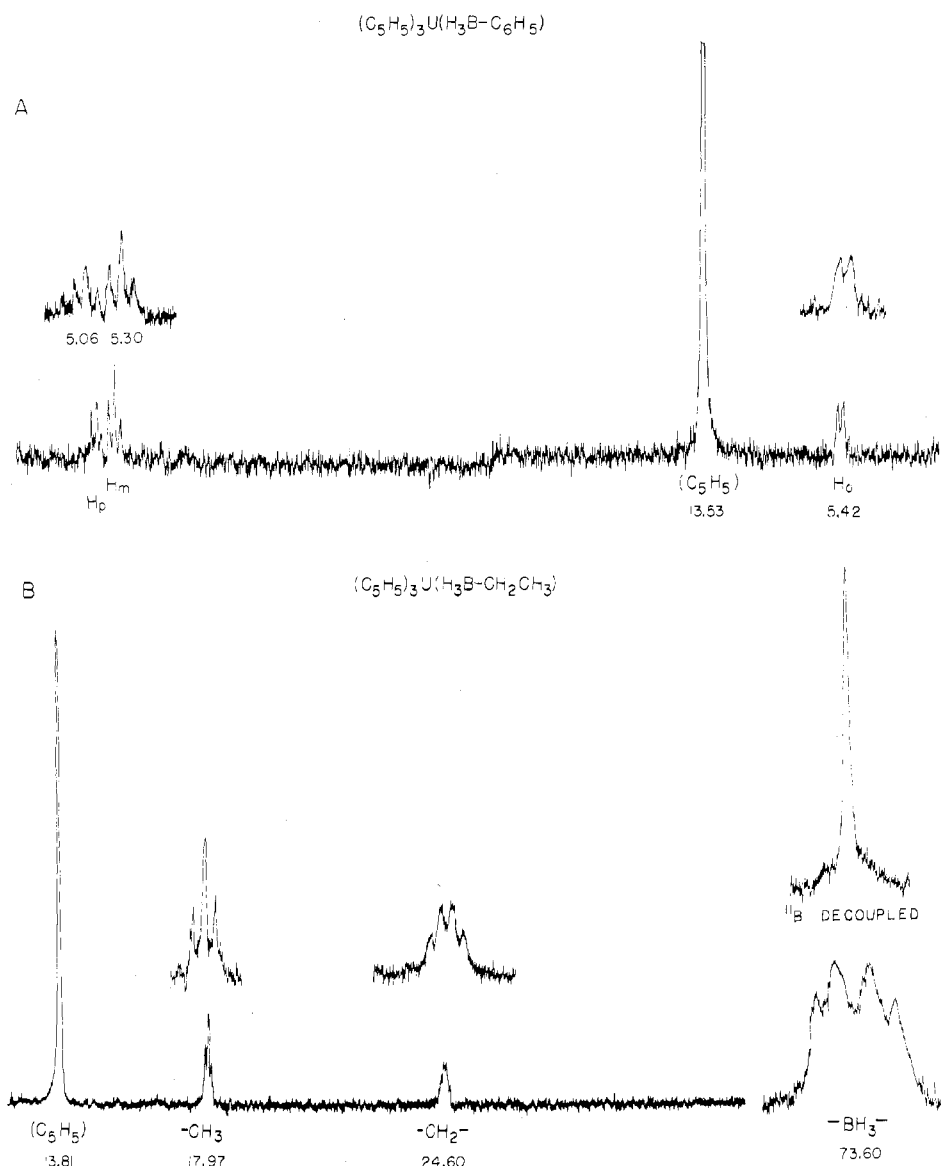 (C₅H₅)₃U(H₃B-C₆H₅)
A
5.06 5.30
Hm
Hp
(C₅H₅)
13.53
Ho
5.42
B
(C₅H₅)₃U(H₃B-CH₂CH₃)
¹¹B DECOUPLED
(C₅H₅)
13.81
-CH₃
17.97
-CH₂-
24.60
-BH₃-
73.60